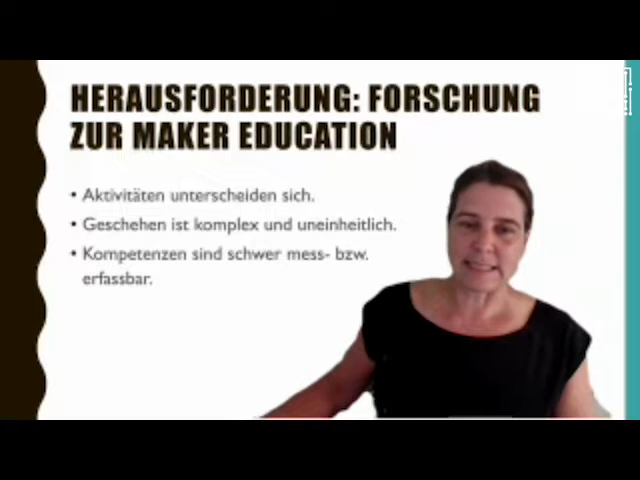 HERAUSFORDERUNG: FORSCHUNG
ZUR MAKER EDUCATION
• Aktivitäten unterscheiden sich.
• Geschehen ist komplex und uneinheitlich.
• Kompetenzen sind schwer mess- bzw.
erfassbar.